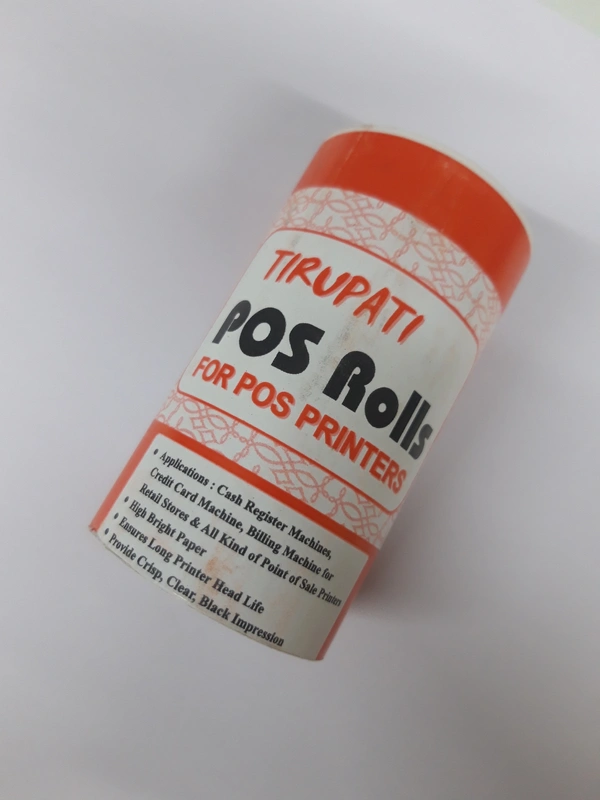 TIRUPATI
POS Rolls
FOR POS PRINTERS
• Applications : Cash Register Machines,
Credit Card Machine, Billing Machine for
Retail Stores & All Kind of Point of Sale Printers
• High Bright Paper
• Ensures Long Printer Head Life
• Provide Crisp, Clear, Black Impression